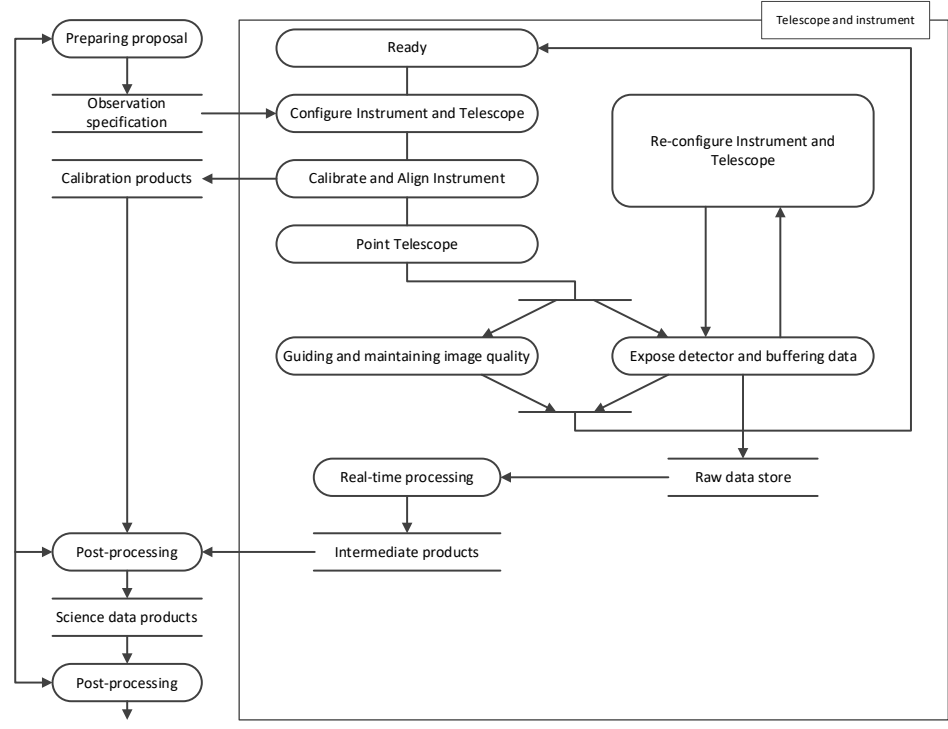 Telescope and instrument
Preparing proposal
Ready
Observation
specification
Configure Instrument and Telescope
Re-configure Instrument and
Telescope
Calibration products
Calibrate and Align Instrument
Point Telescope
Guiding and maintaining image quality
Expose detector and buffering data
Real-time processing
Raw data store
Post-processing
Intermediate products
Science data products
Post-processing